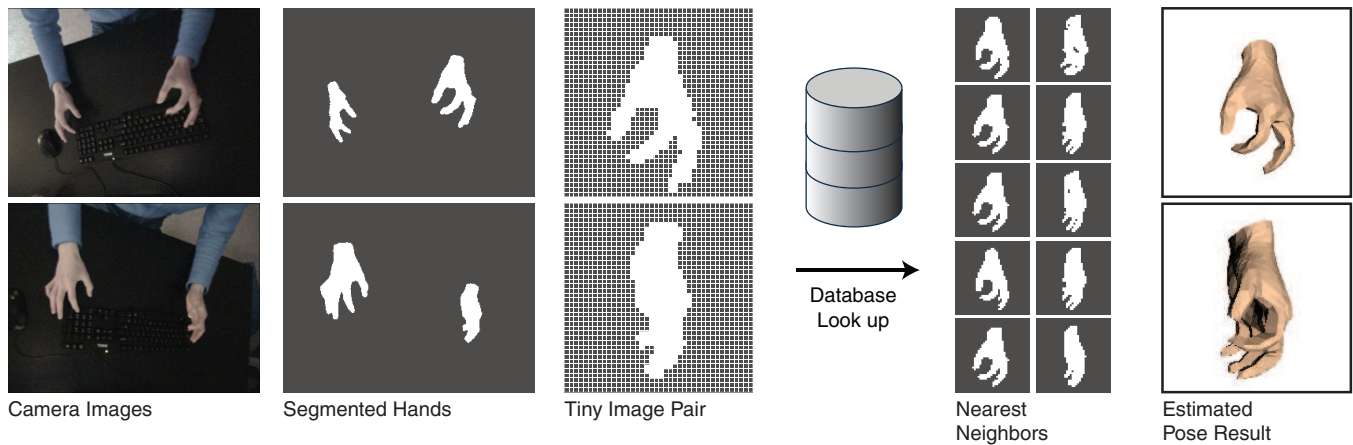 Camera Images
Segmented Hands
Tiny Image Pair
Database
Look up
Nearest
Neighbors
Estimated
Pose Result